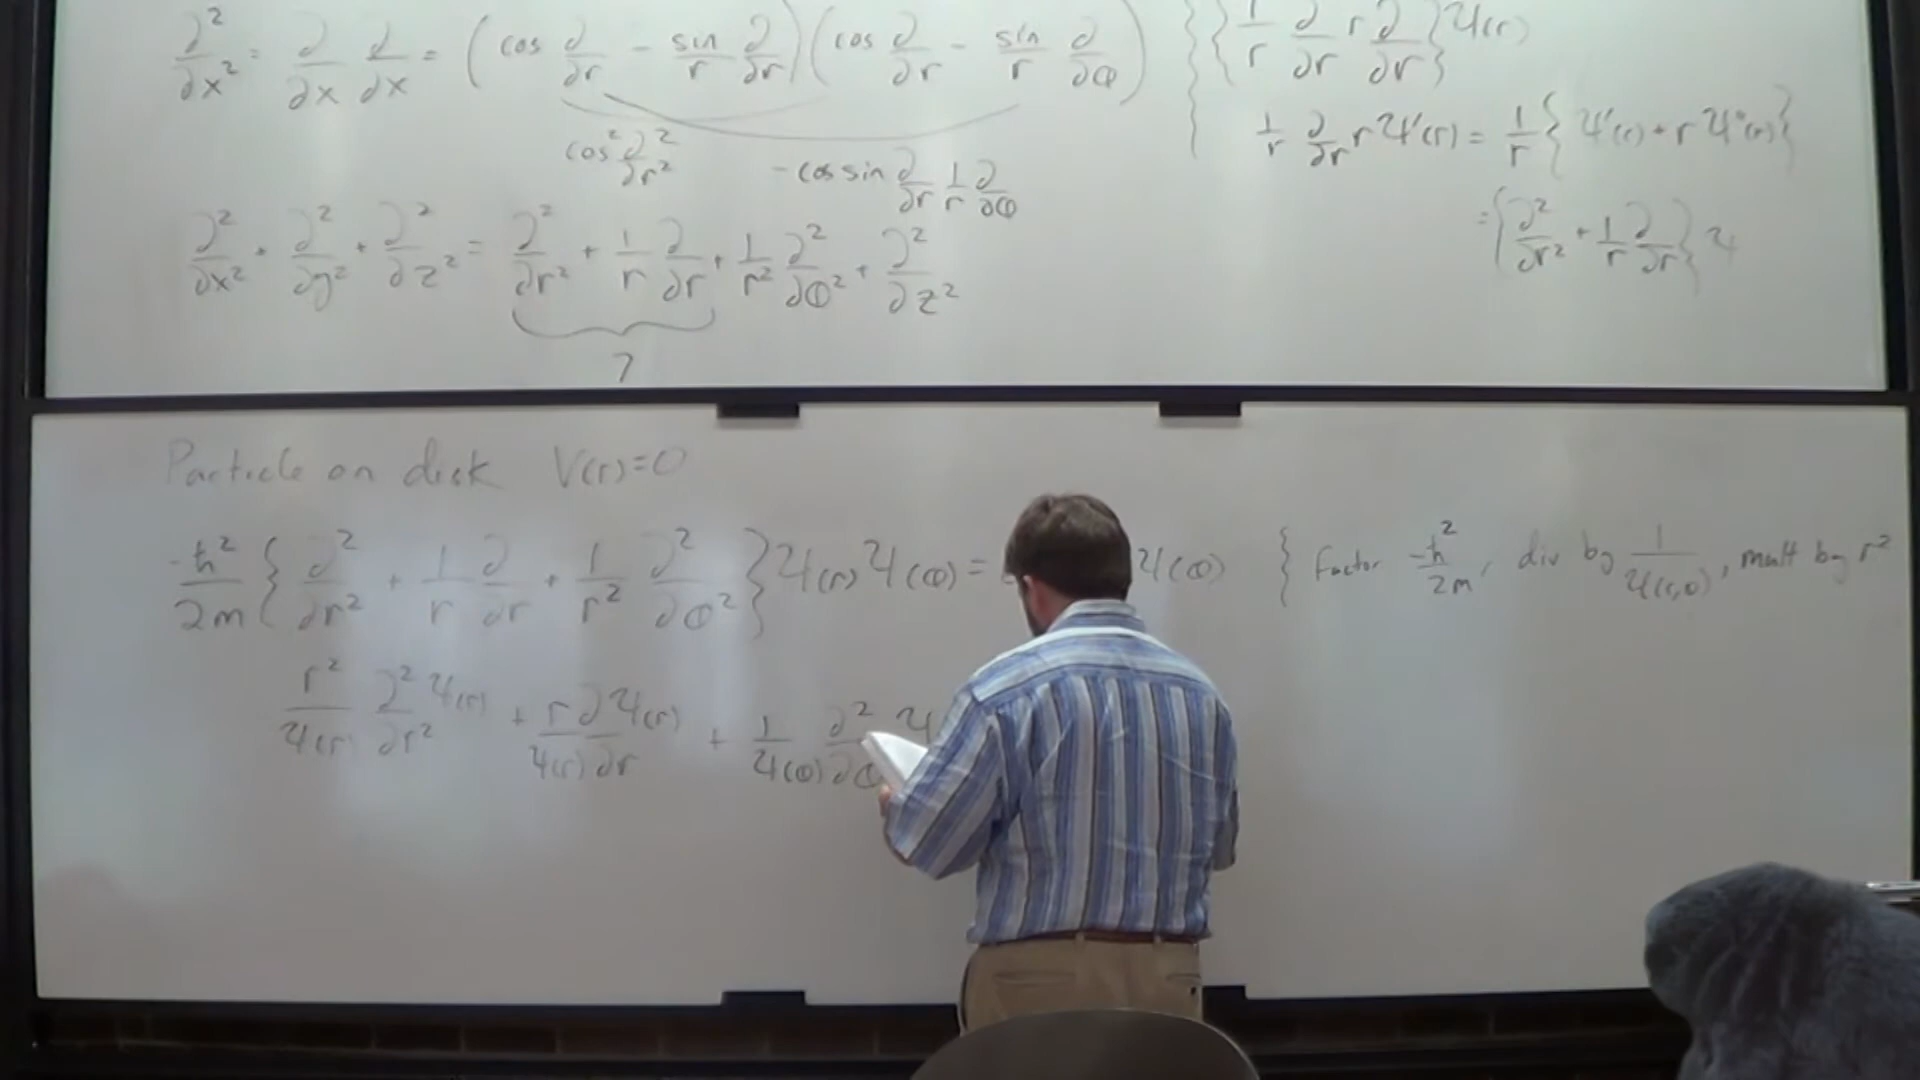 ∂²/∂x² = ∂/∂x ∂/∂x = (cos ∂/∂r − sin/r ∂/∂r)(cos ∂/∂r − sin/r ∂/∂θ)
cos² ∂²/∂r²
−cos sin ∂/∂r 1/r ∂/∂θ
∂²/∂x² + ∂²/∂y² + ∂²/∂z² = ∂²/∂r² + 1/r ∂/∂r + 1/r² ∂²/∂θ² + ∂²/∂z²
?
{1/r ∂/∂r r ∂/∂r} Ψ(r)
1/r ∂/∂r r Ψ'(r) = 1/r {Ψ'(r) + r Ψ''(r)}
= {∂²/∂r² + 1/r ∂/∂r} Ψ
Particle on disk V(r)=0
-ħ²/2m {∂²/∂r² + 1/r ∂/∂r + 1/r² ∂²/∂θ²} Ψ(r) Ψ(θ) = Ψ(θ)
} Factor -ħ²/2m, div by 1/Ψ(r,θ), mult by r²
r²/Ψ(r) ∂²/∂r² Ψ(r) + r/Ψ(r) ∂/∂r Ψ(r) + 1/Ψ(θ) ∂²/∂θ Ψ